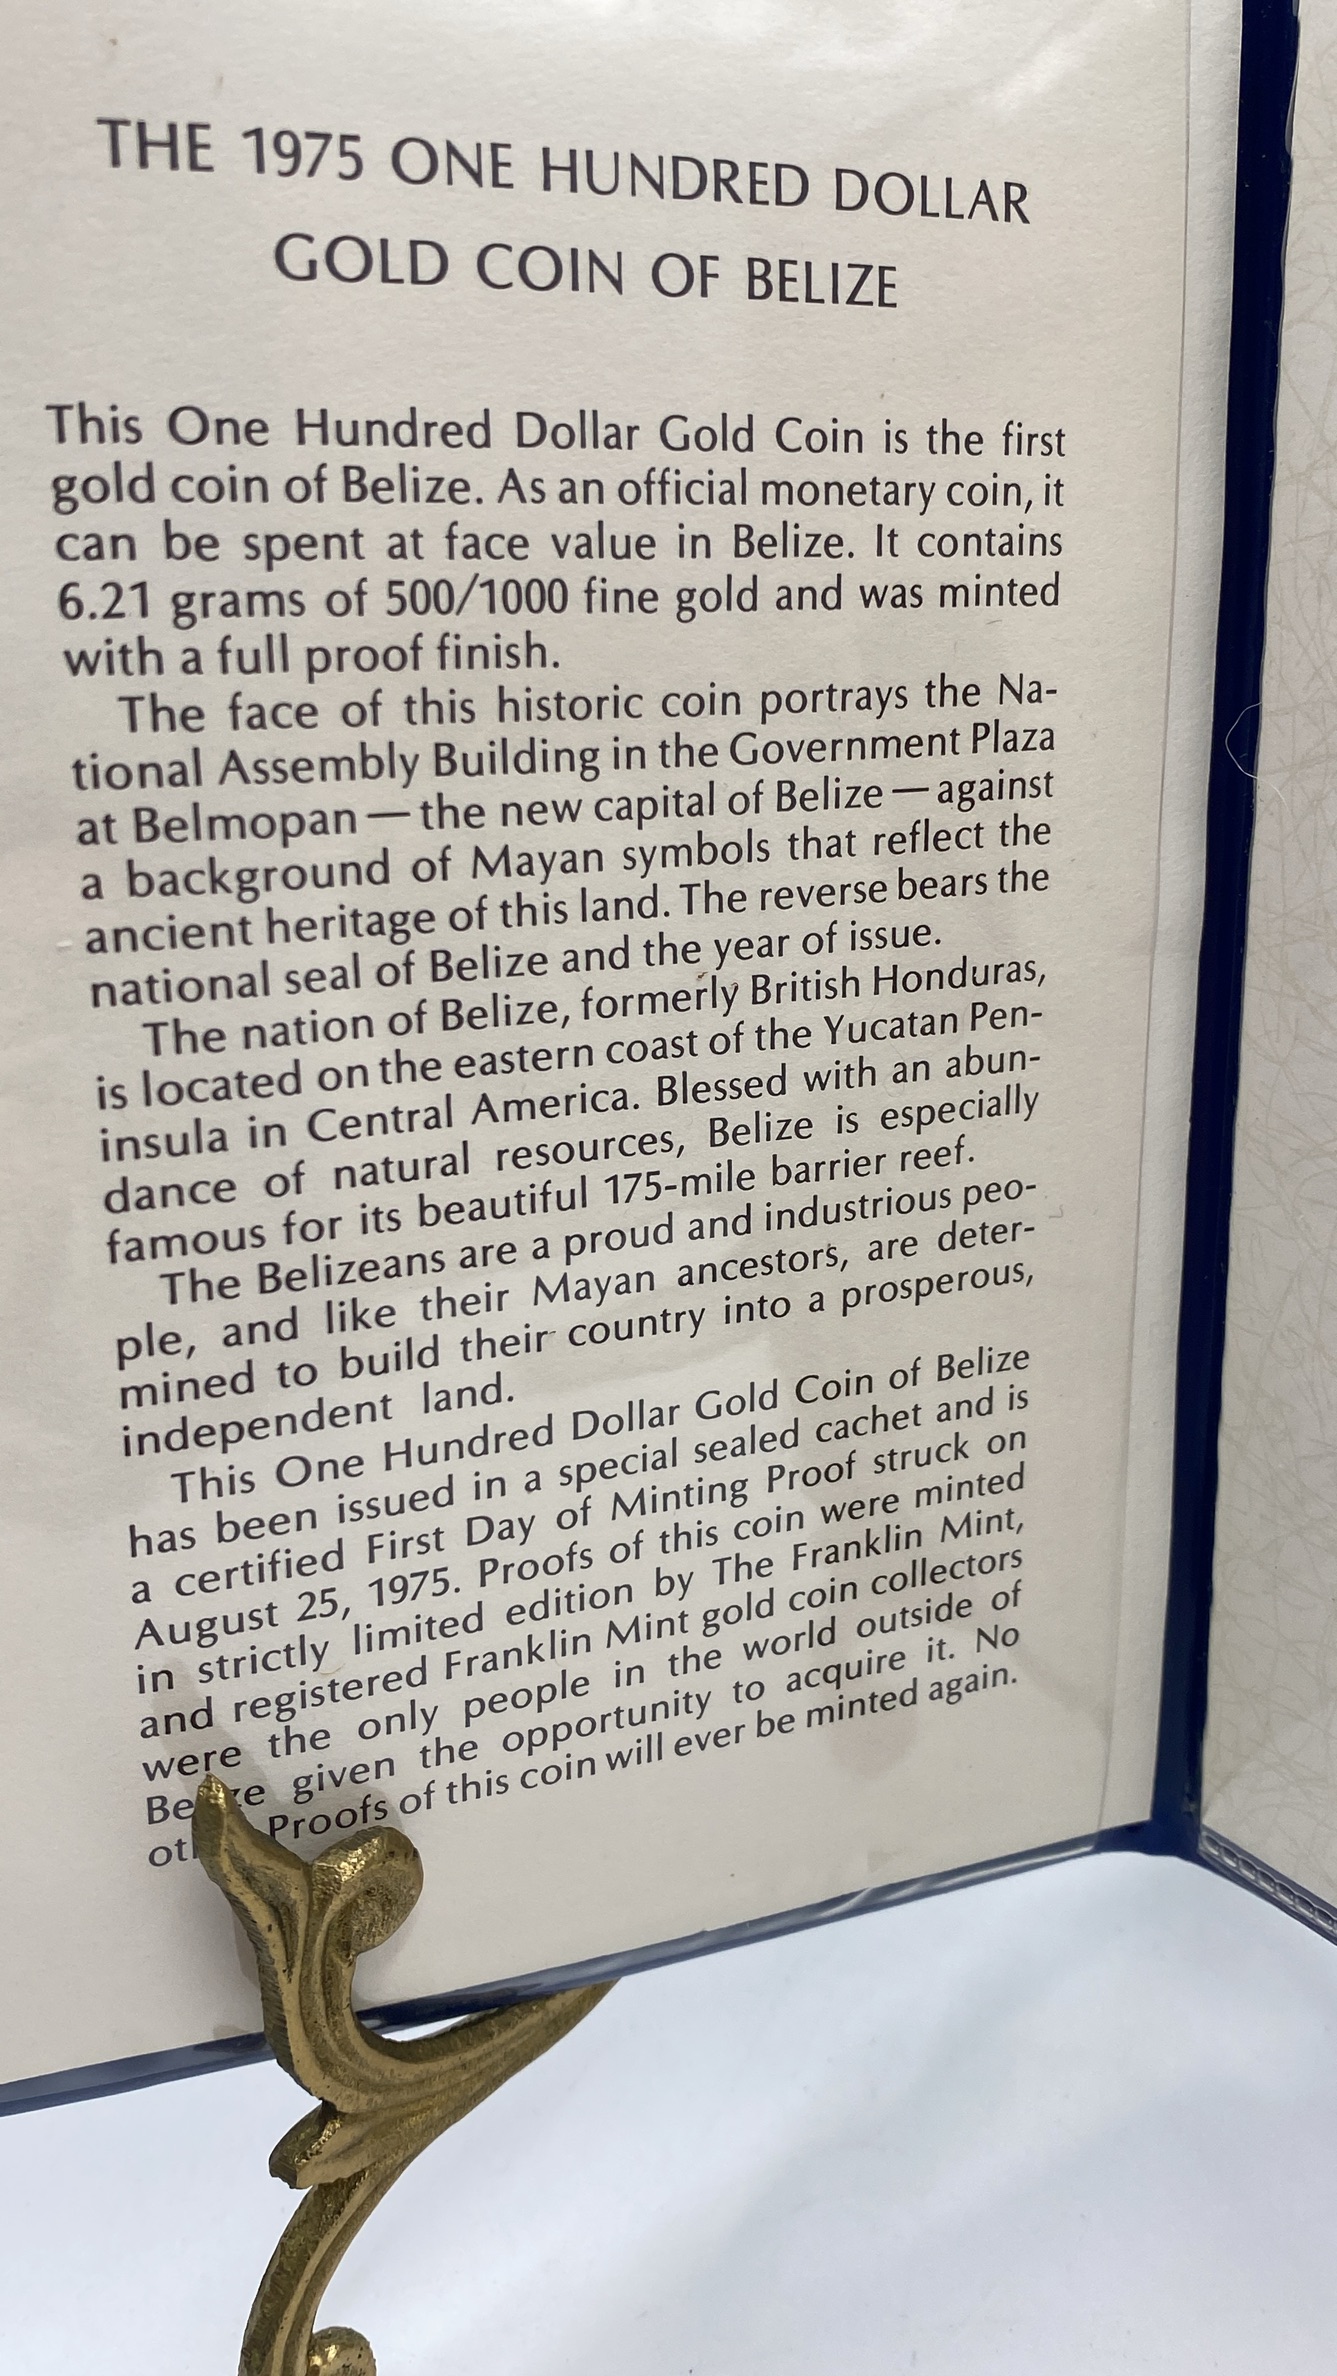 THE 1975 ONE HUNDRED DOLLAR
GOLD COIN OF BELIZE
This One Hundred Dollar Gold Coin is the first
gold coin of Belize. As an official monetary coin, it
can be spent at face value in Belize. It contains
6.21 grams of 500/1000 fine gold and was minted
with a full proof finish.
The face of this historic coin portrays the Na-
tional Assembly Building in the Government Plaza
at Belmopan — the new capital of Belize — against
a background of Mayan symbols that reflect the
ancient heritage of this land. The reverse bears the
national seal of Belize and the year of issue.
The nation of Belize, formerly British Honduras,
is located on the eastern coast of the Yucatan Pen-
insula in Central America. Blessed with an abun-
dance of natural resources, Belize is especially
famous for its beautiful 175-mile barrier reef.
The Belizeans are a proud and industrious peo-
ple, and like their Mayan ancestors, are deter-
mined to build their country into a prosperous,
independent land.
This One Hundred Dollar Gold Coin of Belize
has been issued in a special sealed cachet and is
a certified First Day of Minting Proof struck on
August 25, 1975. Proofs of this coin were minted
in strictly limited edition by The Franklin Mint,
and registered Franklin Mint gold coin collectors
were the only people in the world outside of
given the opportunity to acquire it. No
Proofs of this coin will ever be minted again.